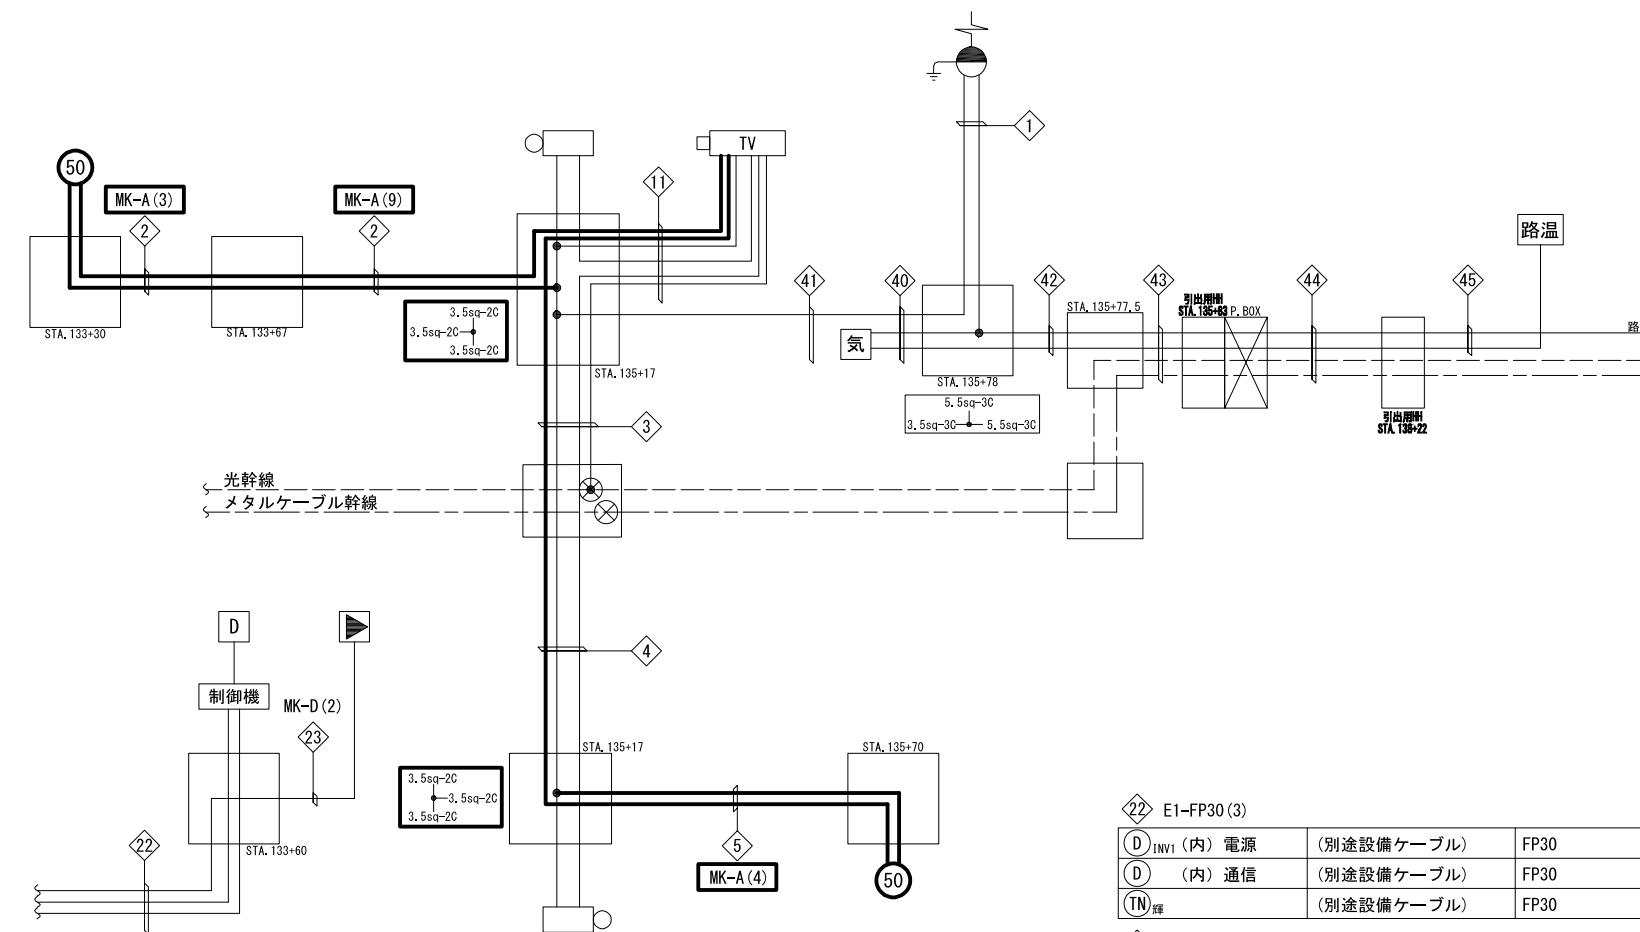 1
50
TV
11
MK-A(3)
MK-A(9)
2
2
路温
41
40
42
43
44
45
STA.135+77.5
引出用HH
STA.135+83
P.BOX
3.5sq-2C
3.5sq-2C
3.5sq-2C
気
路
STA.133+30
STA.133+67
STA.135+17
STA.135+78
5.5sq-3C
3.5sq-3C
5.5sq-3C
引出用HH
STA.136+22
3
光幹線
メタルケーブル幹線
D
4
制御機
MK-D(2)
23
STA.135+17
STA.135+70
3.5sq-2C
3.5sq-2C
3.5sq-2C
22
STA.133+60
5
MK-A(4)
50
22 E1-FP30(3)
D INV1 (内) 電源 (別途設備ケーブル) FP30
D (内) 通信 (別途設備ケーブル) FP30
TN 輝 (別途設備ケーブル) FP30